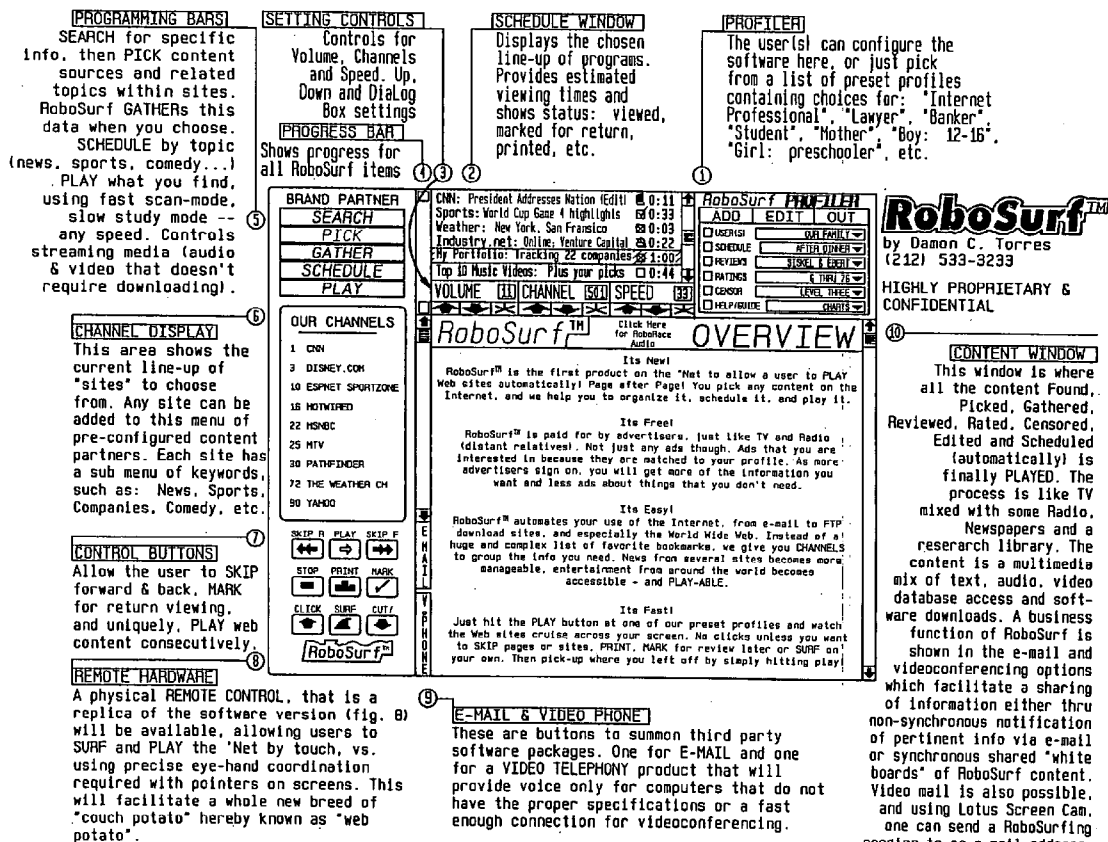 PROGRAMMING BARS
SEARCH for specific
info, then PICK content
sources and related
topics within sites.
RoboSurf GATHERs this
data when you choose.
SCHEDULE by topic
(news, sports, comedy...)
PLAY what you find,
using fast scan-mode,
slow study mode --
any speed. Controls
streaming media (audio
& video that doesn't
require downloading).
SETTING CONTROLS
Controls for
Volume, Channels
and Speed. Up,
Down and DiaLog
Box settings
PROGRESS BAR
Shows progress for
all RoboSurf items
SCHEDULE WINDOW
Displays the chosen
line-up of programs.
Provides estimated
viewing times and
shows status: viewed,
marked for return,
printed, etc.
PROFILER
The user(s) can configure the
software here, or just pick
from a list of preset profiles
containing choices for: "Internet
Professional", "Lawyer", "Banker",
"Student", "Mother", "Boy: 12-16",
"Girl: preschooler", etc.
4 3 2 1
5
BRAND PARTNER
SEARCH
PICK
GATHER
SCHEDULE
PLAY
CNN: President Addresses Nation (Edit) 0:11
Sports: World Cup Game 4 highlights 0:33
Weather: New York, San Fransico 0:03
Industry.net: Online; Venture Capital 0:22
My Portfolio: Tracking 22 companies 1:00
Top 10 Music Videos: Plus your picks 0:44
VOLUME 11 CHANNEL 501 SPEED 33
RoboSurf PROFILER
ADD EDIT OUT
USER(S) OUR FAMILY
SCHEDULE AFTER DINNER
REVIEWS SISKEL & EBERT
RATINGS
CENSOR LEVEL THREE
HELP/GUIDE CHARTS
RoboSurf TM
by Damon C. Torres
(212) 533-3233
HIGHLY PROPRIETARY &
CONFIDENTIAL
6
CHANNEL DISPLAY
This area shows the
current line-up of
"sites" to choose
from. Any site can be
added to this menu of
pre-configured content
partners. Each site has
a sub menu of keywords,
such as: News, Sports,
Companies, Comedy, etc.
OUR CHANNELS
1 CNN
3 DISNEY.COM
10 ESPNET SPORTZONE
16 HOTWIRED
22 MSNBC
25 MTV
30 PATHFINDER
72 THE WEATHER CH
90 YAHOO
RoboSurf TM
Click Here
for RoboRace
Audio
OVERVIEW
Its New!
RoboSurf TM is the first product on the 'Net to allow a user to PLAY
Web sites automatically! Page after Page! You pick any content on the
Internet, and we help you to organize it, schedule it, and play it.
Its Free!
RoboSurf TM is paid for by advertisers, just like TV and Radio
(distant relatives). Not just any ads though. Ads that you are
interested in because they are matched to your profile. As more
advertisers sign on, you will get more of the information you
want and less ads about things that you don't need.
Its Easy!
RoboSurf TM automates your use of the Internet, from e-mail to FTP
download sites, and especially the World Wide Web. Instead of a
huge and complex list of favorite bookmarks, we give you CHANNELS
to group the info you need. News from several sites becomes more
manageable, entertainment from around the world becomes
accessible - and PLAY-ABLE.
Its Fast!
Just hit the PLAY button at one of our preset profiles and watch
the Web sites cruise across your screen. No clicks unless you want
to SKIP pages or sites. PRINT, MARK for review later or SURF on
your own. Then pick-up where you left off by simply hitting play!
E MAIL
V PHONE
7
CONTROL BUTTONS
Allow the user to SKIP
forward & back, MARK
for return viewing,
and uniquely, PLAY web
content consecutively.
SKIP R PLAY SKIP F
STOP PRINT MARK
CLICK SURF CUT/
RoboSurf TM
8
REMOTE HARDWARE
A physical REMOTE CONTROL, that is a
replica of the software version (fig. 8)
will be available, allowing users to
SURF and PLAY the 'Net by touch, vs.
using precise eye-hand coordination
required with pointers on screens. This
will facilitate a whole new breed of
"couch potato" hereby known as "web
potato".
9
E-MAIL & VIDEO PHONE
These are buttons to summon third party
software packages. One for E-MAIL and one
for a VIDEO TELEPHONY product that will
provide voice only for computers that do not
have the proper specifications or a fast
enough connection for videoconferencing.
10
CONTENT WINDOW
This window is where
all the content Found,
Picked, Gathered,
Reviewed, Rated, Censored,
Edited and Scheduled
(automatically) is
finally PLAYED. The
process is like TV
mixed with some Radio,
Newspapers and a
reserarch library. The
content is a multimedia
mix of text, audio, video
database access and soft-
ware downloads. A business
function of RoboSurf is
shown in the e-mail and
videoconferencing options
which facilitate a sharing
of information either thru
non-synchronous notification
of pertinent info via e-mail
or synchronous shared "white
boards" of RoboSurf content.
Video mail is also possible,
and using Lotus Screen Cam,
one can send a RoboSurfing